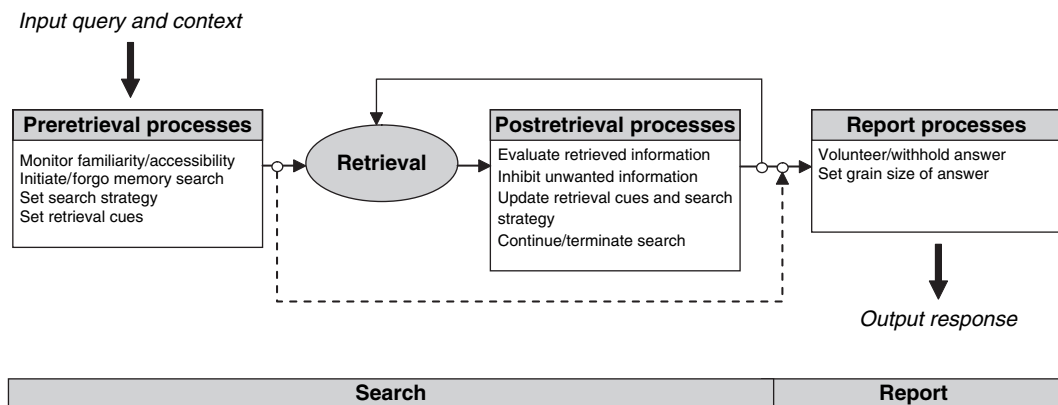 Input query and context
Preretrieval processes
Monitor familiarity/accessibility
Initiate/forgo memory search
Set search strategy
Set retrieval cues
Retrieval
Postretrieval processes
Evaluate retrieved information
Inhibit unwanted information
Update retrieval cues and search
strategy
Continue/terminate search
Report processes
Volunteer/withhold answer
Set grain size of answer
Output response
Search
Report